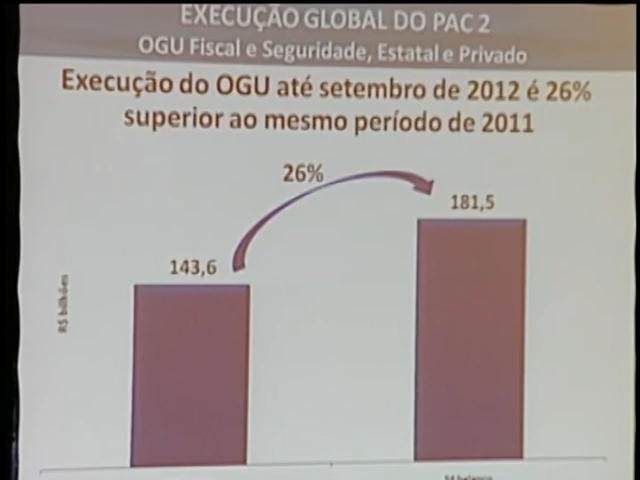 EXECUÇÃO GLOBAL DO PAC 2
OGU Fiscal e Seguridade, Estatal e Privado
Execução do OGU até setembro de 2012 é 26%
superior ao mesmo período de 2011
26%
181,5
143,6
R$ bilhões